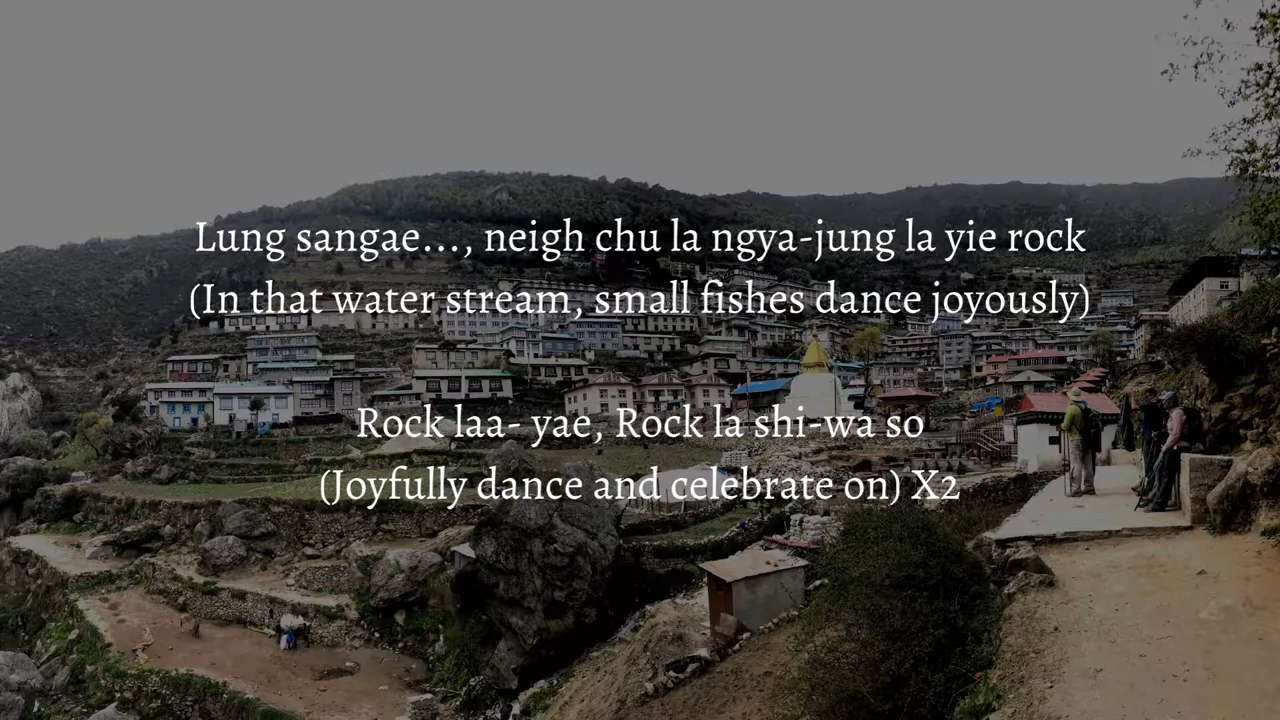 Lung sangae..., neigh chu la ngya-jung la yie rock
(In that water stream, small fishes dance joyously)
Rock laa- yae, Rock la shi-wa so
(Joyfully dance and celebrate on) X2